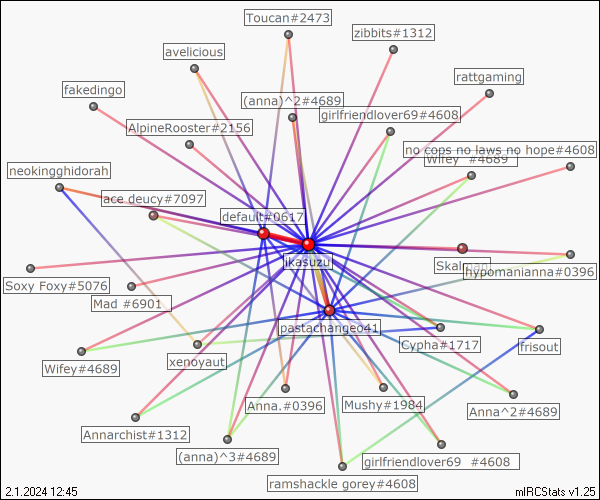 Toucan#2473
zibbits#1312
avelicious
rattgaming
fakedingo
(anna)^2#4689
girlfriendlover69#4608
AlpineRooster#2156
no cops no laws no hope#4608
Wifey #4689
neokingghidorah
ace deucy#7097
default#0617
ikasuzu
Soxy Foxy#5076
hypomanianna#0396
Mad #6901
pastachangeo41
Cypha#1717
frisout
Wifey#4689
xenoyaut
Anna.#0396
Mushy#1984
Anna^2#4689
Annarchist#1312
(anna)^3#4689
girlfriendlover69 #4608
ramshackle gorey#4608
2.1.2024 12:45
mIRCStats v1.25